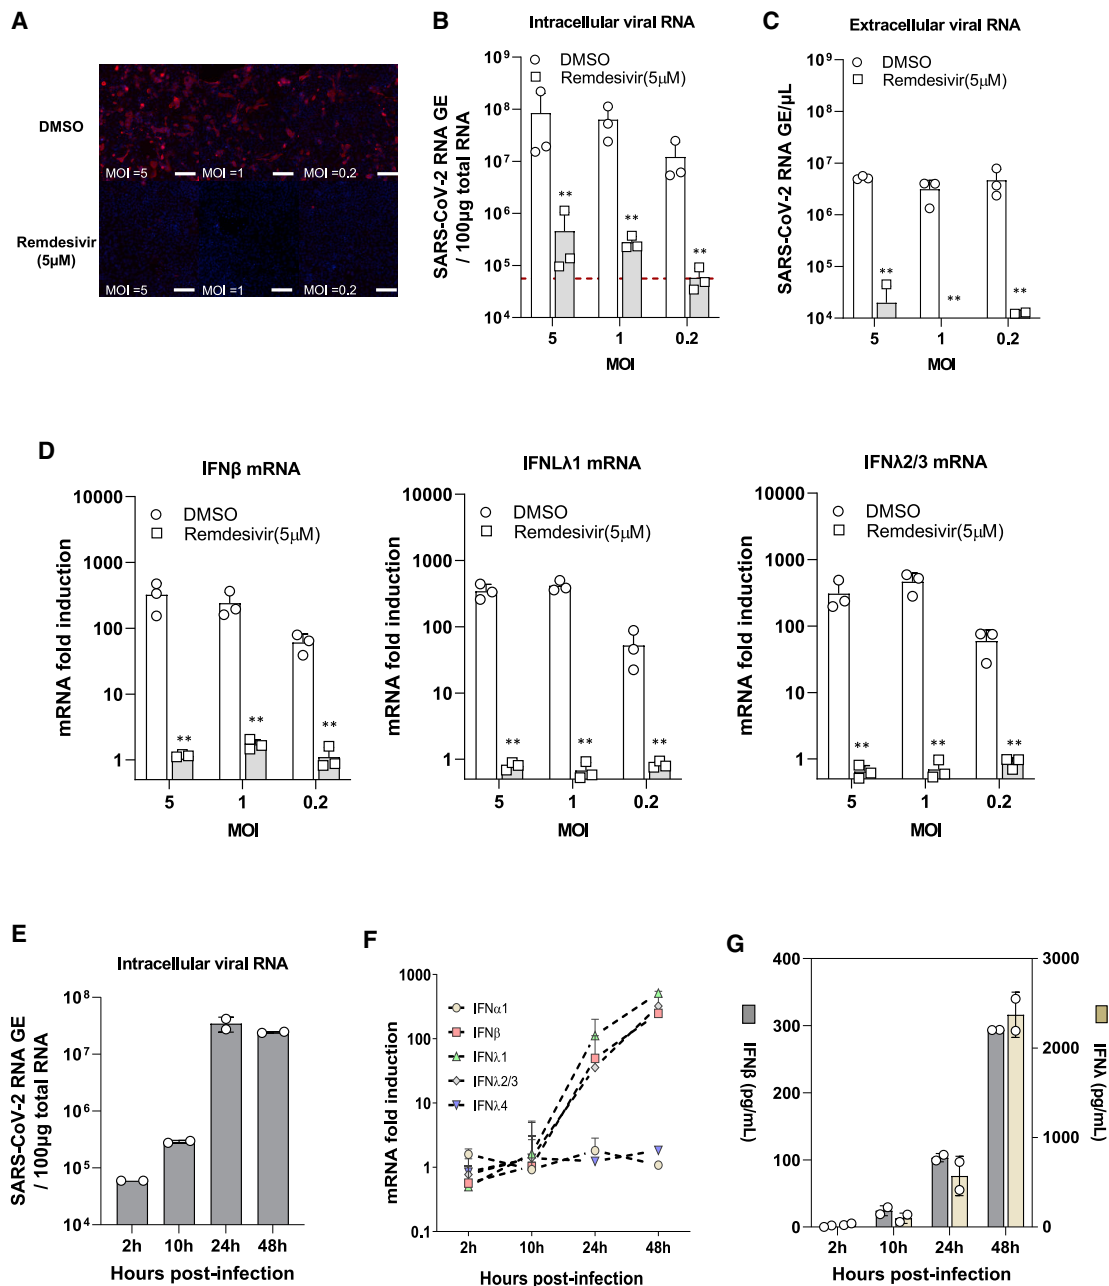 A
DMSO
MOI =5
MOI =1
MOI =0.2
Remdesivir
(5µM)
MOI =5
MOI =1
MOI =0.2
B
Intracellular viral RNA
SARS-CoV-2 RNA GE
/ 100µg total RNA
10⁹
10⁸
10⁷
10⁶
10⁵
10⁴
DMSO
Remdesivir(5µM)
**
**
**
5
1
0.2
MOI
C
Extracellular viral RNA
SARS-CoV-2 RNA GE/µL
10⁹
10⁸
10⁷
10⁶
10⁵
10⁴
DMSO
Remdesivir(5µM)
**
**
**
5
1
0.2
MOI
D
IFNβ mRNA
mRNA fold induction
10000
1000
100
10
1
DMSO
Remdesivir(5µM)
**
**
**
5
1
0.2
MOI
IFNLλ1 mRNA
mRNA fold induction
10000
1000
100
10
1
DMSO
Remdesivir(5µM)
**
**
**
5
1
0.2
MOI
IFNλ2/3 mRNA
mRNA fold induction
10000
1000
100
10
1
DMSO
Remdesivir(5µM)
**
**
**
5
1
0.2
MOI
E
Intracellular viral RNA
SARS-CoV-2 RNA GE
/ 100µg total RNA
10⁸
10⁷
10⁶
10⁵
10⁴
2h
10h
24h
48h
Hours post-infection
F
mRNA fold induction
1000
100
10
1
0.1
IFNα1
IFNβ
IFNλ1
IFNλ2/3
IFNλ4
2h
10h
24h
48h
Hours post-infection
G
IFNβ (pg/mL)
400
300
200
100
0
3000
2000
1000
0
IFNλ (pg/mL)
2h
10h
24h
48h
Hours post-infection